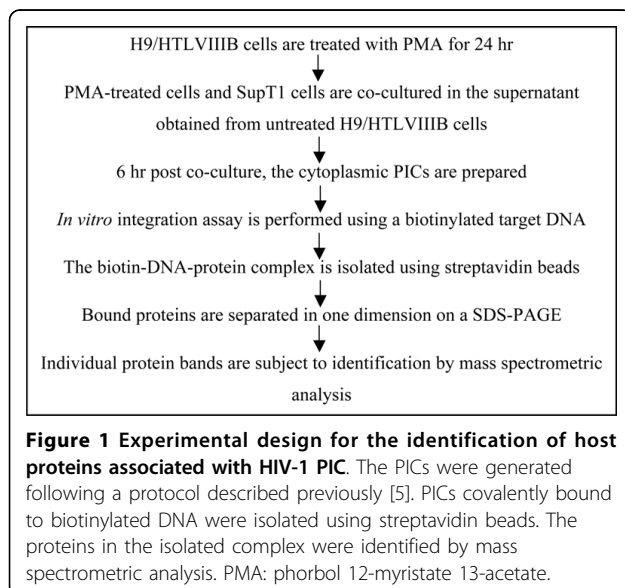 H9/HTLVIIIB cells are treated with PMA for 24 hr
PMA-treated cells and SupT1 cells are co-cultured in the supernatant
obtained from untreated H9/HTLVIIIB cells
6 hr post co-culture, the cytoplasmic PICs are prepared
In vitro integration assay is performed using a biotinylated target DNA
The biotin-DNA-protein complex is isolated using streptavidin beads
Bound proteins are separated in one dimension on a SDS-PAGE
Individual protein bands are subject to identification by mass spectrometric
analysis
Figure 1 Experimental design for the identification of host
proteins associated with HIV-1 PIC. The PICs were generated
following a protocol described previously [5]. PICs covalently bound
to biotinylated DNA were isolated using streptavidin beads. The
proteins in the isolated complex were identified by mass
spectrometric analysis. PMA: phorbol 12-myristate 13-acetate.